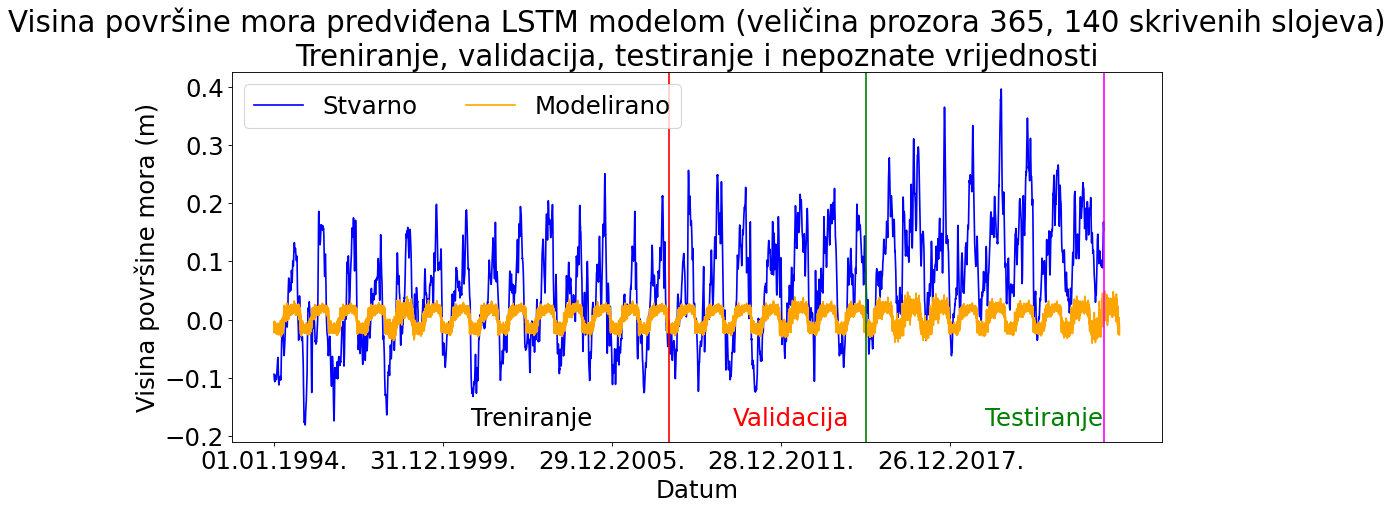 Visina površine mora predviđena LSTM modelom (veličina prozora 365, 140 skrivenih slojeva)
Treniranje, validacija, testiranje i nepoznate vrijednosti
Stvarno
Modelirano
Visina površine mora (m)
0.4
0.3
0.2
0.1
0.0
−0.1
−0.2
Treniranje
Validacija
Testiranje
01.01.1994.
31.12.1999.
29.12.2005.
28.12.2011.
26.12.2017.
Datum